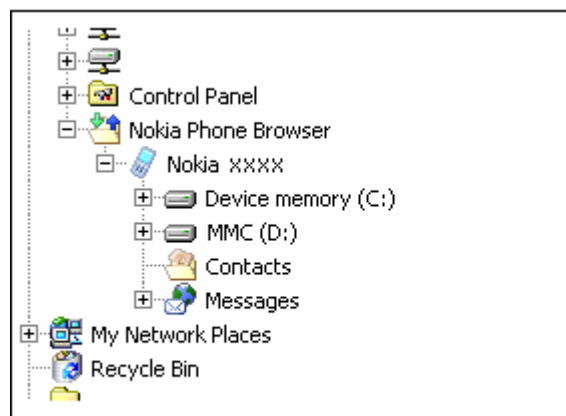 Control Panel
Nokia Phone Browser
Nokia xxxx
Device memory (C:)
MMC (D:)
Contacts
Messages
My Network Places
Recycle Bin